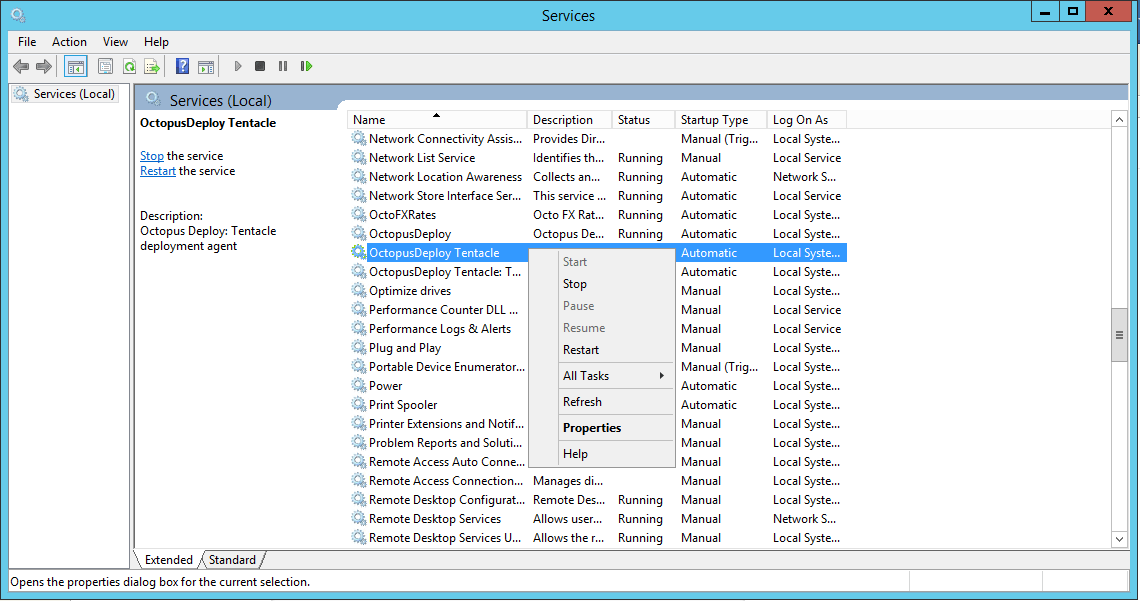 Services
File Action View Help
Services (Local)
Services (Local)
OctopusDeploy Tentacle
Stop the service
Restart the service
Description:
Octopus Deploy: Tentacle
deployment agent
Name Description Status Startup Type Log On As
Network Connectivity Assis... Provides Dir... Manual (Trig... Local Syste...
Network List Service Identifies th... Running Manual Local Service
Network Location Awareness Collects an... Running Automatic Network S...
Network Store Interface Ser... This service ... Running Automatic Local Service
OctoFXRates Octo FX Rat... Running Automatic Local Syste...
OctopusDeploy Octopus De... Running Automatic Local Syste...
OctopusDeploy Tentacle Automatic Local Syste...
OctopusDeploy Tentacle: T... Automatic Local Syste...
Optimize drives Manual Local Syste...
Performance Counter DLL ... Manual Local Service
Performance Logs & Alerts Manual Local Service
Plug and Play Manual Local Syste...
Portable Device Enumerator... Manual (Trig... Local Syste...
Power Automatic Local Syste...
Print Spooler Automatic Local Syste...
Printer Extensions and Notif... Manual Local Syste...
Problem Reports and Soluti... Manual Local Syste...
Remote Access Auto Conne... Manual Local Syste...
Remote Access Connection... Manages di... Manual Local Syste...
Remote Desktop Configurat... Remote Des... Running Manual Local Syste...
Remote Desktop Services Allows user... Running Manual Network S...
Remote Desktop Services U... Allows the r... Running Manual Local Syste...
Start
Stop
Pause
Resume
Restart
All Tasks
Refresh
Properties
Help
Extended Standard
Opens the properties dialog box for the current selection.